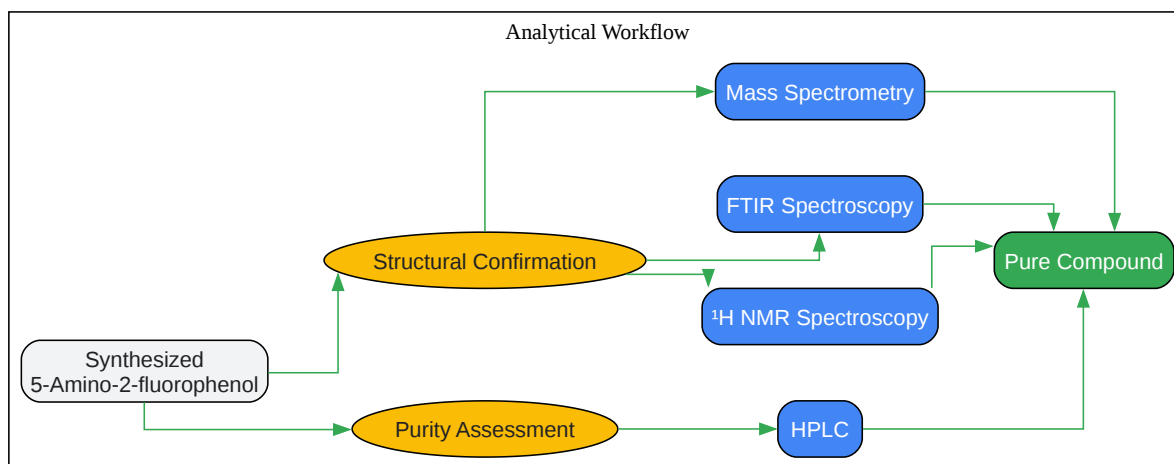 Analytical Workflow
Mass Spectrometry
FTIR Spectroscopy
Structural Confirmation
Pure Compound
¹H NMR Spectroscopy
Synthesized
5-Amino-2-fluorophenol
Purity Assessment
HPLC